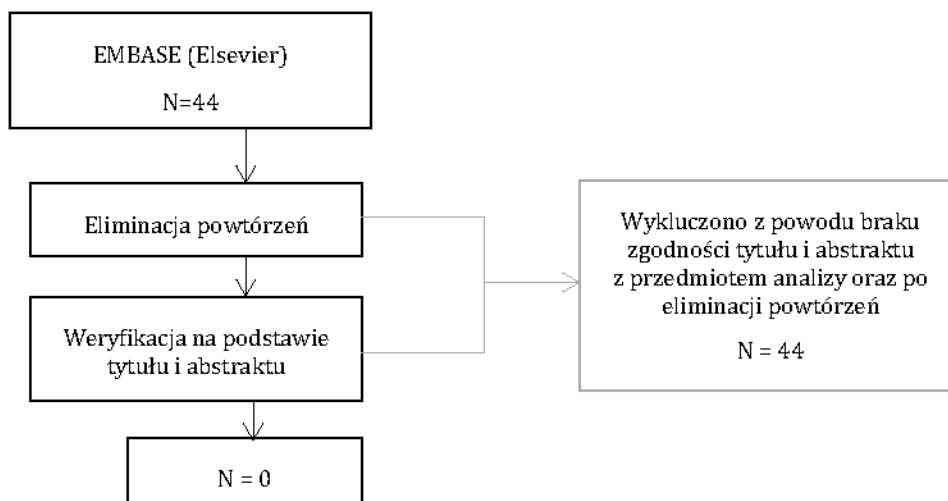 EMBASE (Elsevier)
N=44
Eliminacja powtórzeń
Weryfikacja na podstawie
tytułu i abstraktu
N = 0
Wykluczono z powodu braku
zgodności tytułu i abstraktu
z przedmiotem analizy oraz po
eliminacji powtórzeń
N = 44